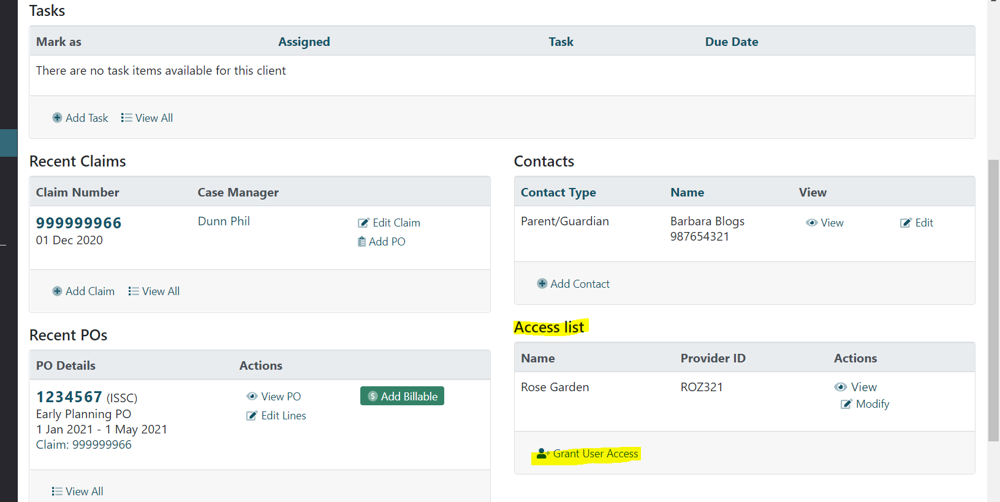 Tasks
Mark as Assigned Task Due Date
There are no task items available for this client
Add Task View All
Recent Claims
Claim Number Case Manager
999999966 Dunn Phil Edit Claim
01 Dec 2020 Add PO
Add Claim View All
Contacts
Contact Type Name View
Parent/Guardian Barbara Blogs View Edit
987654321
Add Contact
Recent POs
PO Details Actions
1234567 (ISSC) View PO Add Billable
Early Planning PO Edit Lines
1 Jan 2021 - 1 May 2021
Claim: 999999966
View All
Access list
Name Provider ID Actions
Rose Garden ROZ321 View
Modify
Grant User Access